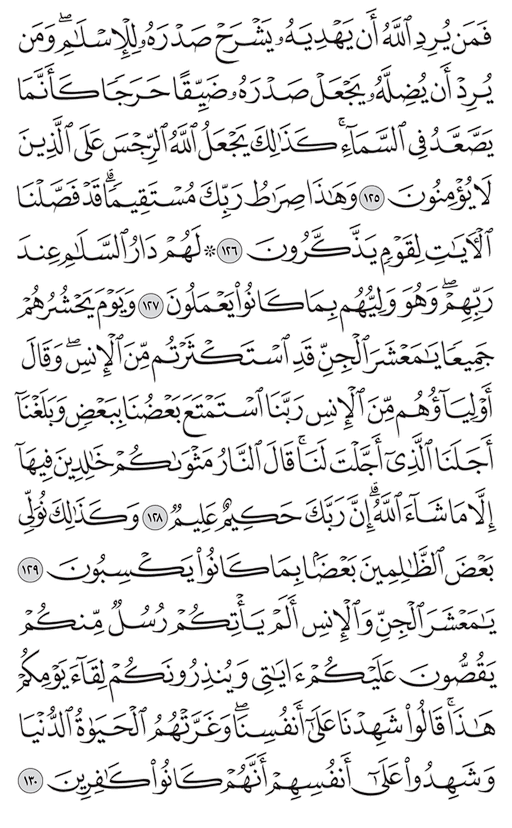 فَمَن يُرِدِ ٱللَّهُ أَن يَهۡدِيَهُۥ يَشۡرَحۡ صَدۡرَهُۥ لِلۡإِسۡلَٰمِۖ وَمَن
يُرِدۡ أَن يُضِلَّهُۥ يَجۡعَلۡ صَدۡرَهُۥ ضَيِّقًا حَرَجٗا كَأَنَّمَا
يَصَّعَّدُ فِي ٱلسَّمَآءِۚ كَذَٰلِكَ يَجۡعَلُ ٱللَّهُ ٱلرِّجۡسَ عَلَى ٱلَّذِينَ
لَا يُؤۡمِنُونَ ١٢٥ وَهَٰذَا صِرَٰطُ رَبِّكَ مُسۡتَقِيمٗاۗ قَدۡ فَصَّلۡنَا
ٱلۡأٓيَٰتِ لِقَوۡمٖ يَذَّكَّرُونَ ١٢٦ ۞ لَهُمۡ دَارُ ٱلسَّلَٰمِ عِندَ
رَبِّهِمۡۖ وَهُوَ وَلِيُّهُم بِمَا كَانُواْ يَعۡمَلُونَ ١٢٧ وَيَوۡمَ يَحۡشُرُهُمۡ
جَمِيعٗا يَٰمَعۡشَرَ ٱلۡجِنِّ قَدِ ٱسۡتَكۡثَرۡتُم مِّنَ ٱلۡإِنسِۖ وَقَالَ
أَوۡلِيَآؤُهُم مِّنَ ٱلۡإِنسِ رَبَّنَا ٱسۡتَمۡتَعَ بَعۡضُنَا بِبَعۡضٖ وَبَلَغۡنَآ
أَجَلَنَا ٱلَّذِيٓ أَجَّلۡتَ لَنَاۚ قَالَ ٱلنَّارُ مَثۡوَىٰكُمۡ خَٰلِدِينَ فِيهَآ
إِلَّا مَا شَآءَ ٱللَّهُۗ إِنَّ رَبَّكَ حَكِيمٌ عَلِيمٞ ١٢٨ وَكَذَٰلِكَ نُوَلِّي
بَعۡضَ ٱلظَّٰلِمِينَ بَعۡضَۢا بِمَا كَانُواْ يَكۡسِبُونَ ١٢٩
يَٰمَعۡشَرَ ٱلۡجِنِّ وَٱلۡإِنسِ أَلَمۡ يَأۡتِكُمۡ رُسُلٞ مِّنكُمۡ
يَقُصُّونَ عَلَيۡكُمۡ ءَايَٰتِي وَيُنذِرُونَكُمۡ لِقَآءَ يَوۡمِكُمۡ
هَٰذَاۚ قَالُواْ شَهِدۡنَا عَلَىٰٓ أَنفُسِنَاۖ وَغَرَّتۡهُمُ ٱلۡحَيَوٰةُ ٱلدُّنۡيَا
وَشَهِدُواْ عَلَىٰٓ أَنفُسِهِمۡ أَنَّهُمۡ كَانُواْ كَٰفِرِينَ ١٣٠